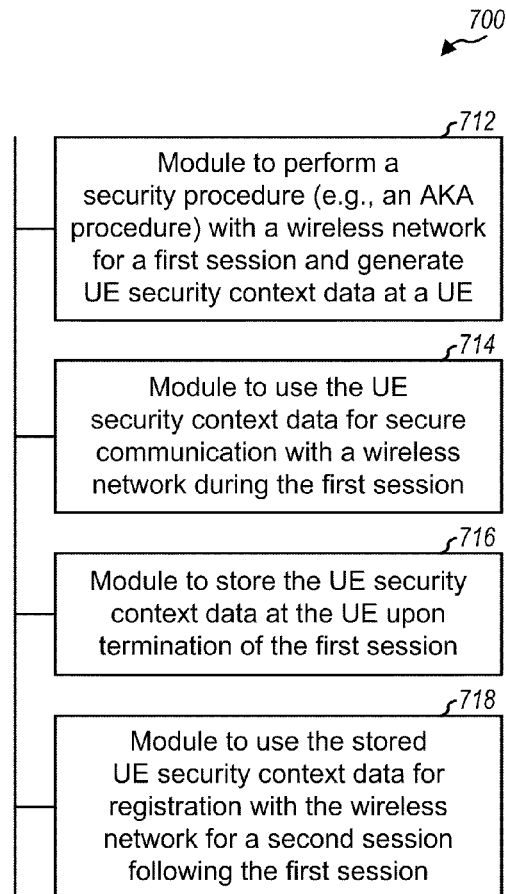 700
712
Module to perform a
security procedure (e.g., an AKA
procedure) with a wireless network
for a first session and generate
UE security context data at a UE
714
Module to use the UE
security context data for secure
communication with a wireless
network during the first session
716
Module to store the UE security
context data at the UE upon
termination of the first session
718
Module to use the stored
UE security context data for
registration with the wireless
network for a second session
following the first session